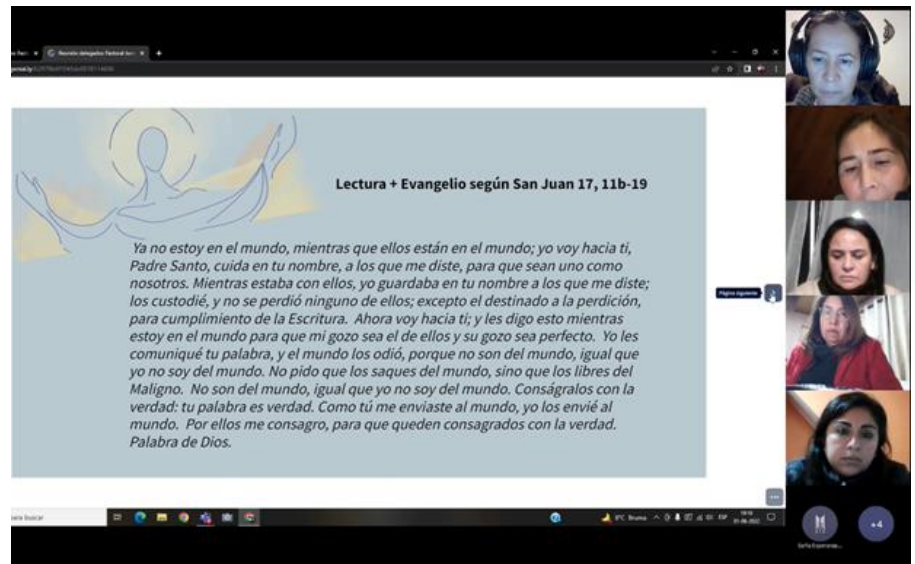 Lectura + Evangelio según San Juan 17, 11b-19
Ya no estoy en el mundo, mientras que ellos están en el mundo; yo voy hacia ti,
Padre Santo, cuida en tu nombre, a los que me diste, para que sean uno como
nosotros. Mientras estaba con ellos, yo guardaba en tu nombre a los que me diste;
los custodié, y no se perdió ninguno de ellos; excepto el destinado a la perdición,
para cumplimiento de la Escritura. Ahora voy hacia ti; y les digo esto mientras
estoy en el mundo para que mi gozo sea el de ellos y su gozo sea perfecto. Yo les
comuniqué tu palabra, y el mundo los odió, porque no son del mundo, igual que
yo no soy del mundo. No pido que los saques del mundo, sino que los libres del
Maligno. No son del mundo, igual que yo no soy del mundo. Conságralos con la
verdad: tu palabra es verdad. Como tú me enviaste al mundo, yo los envié al
mundo. Por ellos me consagro, para que queden consagrados con la verdad.
Palabra de Dios.
Página siguiente
+4
para buscar
Bruma
ESP